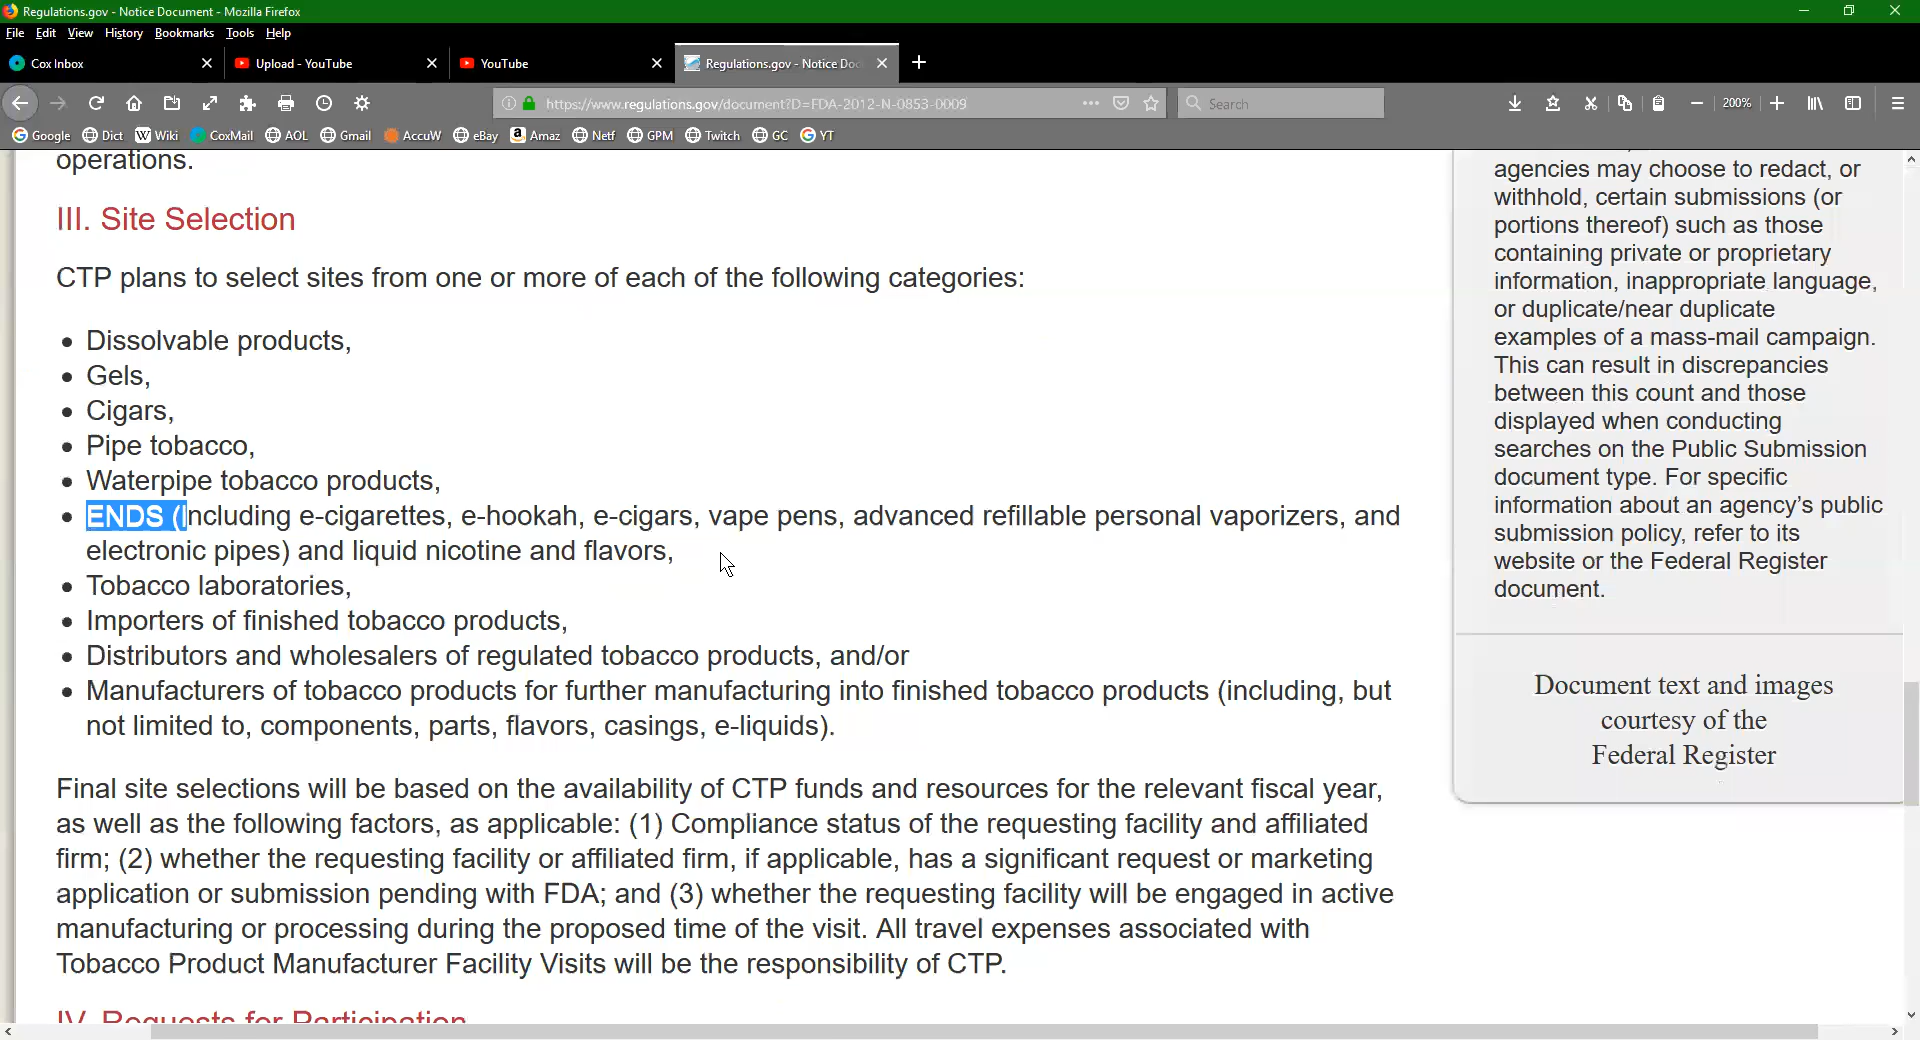 Regulations.gov - Notice Document - Mozilla Firefox
File Edit View History Bookmarks Tools Help
Cox Inbox
Upload - YouTube
YouTube
Regulations.gov - Notice Doc
https://www.regulations.gov/document?D=FDA-2012-N-0853-0009
Search
200%
Google Dict Wiki CoxMail AOL Gmail AccuW eBay Amaz Netf GPM Twitch GC YT
operations.
III. Site Selection
CTP plans to select sites from one or more of each of the following categories:
Dissolvable products,
Gels,
Cigars,
Pipe tobacco,
Waterpipe tobacco products,
ENDS (Including e-cigarettes, e-hookah, e-cigars, vape pens, advanced refillable personal vaporizers, and
electronic pipes) and liquid nicotine and flavors,
Tobacco laboratories,
Importers of finished tobacco products,
Distributors and wholesalers of regulated tobacco products, and/or
Manufacturers of tobacco products for further manufacturing into finished tobacco products (including, but
not limited to, components, parts, flavors, casings, e-liquids).
Final site selections will be based on the availability of CTP funds and resources for the relevant fiscal year,
as well as the following factors, as applicable: (1) Compliance status of the requesting facility and affiliated
firm; (2) whether the requesting facility or affiliated firm, if applicable, has a significant request or marketing
application or submission pending with FDA; and (3) whether the requesting facility will be engaged in active
manufacturing or processing during the proposed time of the visit. All travel expenses associated with
Tobacco Product Manufacturer Facility Visits will be the responsibility of CTP.
IV. Requests for Participation
agencies may choose to redact, or
withhold, certain submissions (or
portions thereof) such as those
containing private or proprietary
information, inappropriate language,
or duplicate/near duplicate
examples of a mass-mail campaign.
This can result in discrepancies
between this count and those
displayed when conducting
searches on the Public Submission
document type. For specific
information about an agency’s public
submission policy, refer to its
website or the Federal Register
document.
Document text and images
courtesy of the
Federal Register